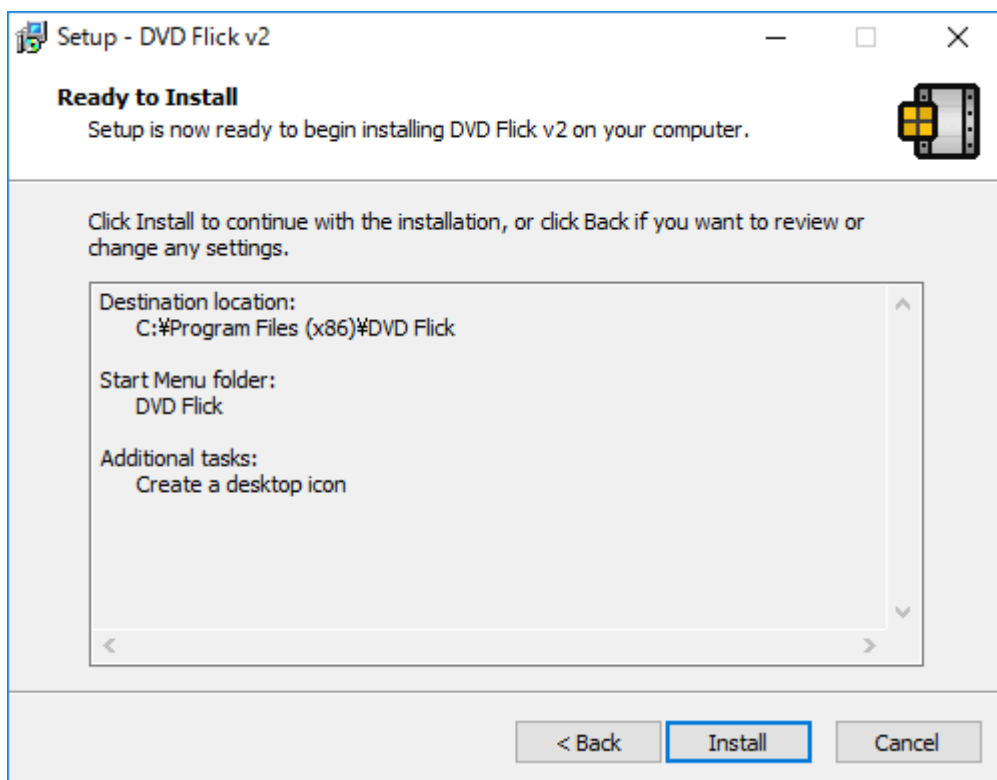 Setup - DVD Flick v2
Ready to Install
Setup is now ready to begin installing DVD Flick v2 on your computer.
Click Install to continue with the installation, or click Back if you want to review or
change any settings.
Destination location:
C:¥Program Files (x86)¥DVD Flick
Start Menu folder:
DVD Flick
Additional tasks:
Create a desktop icon
< Back
Install
Cancel